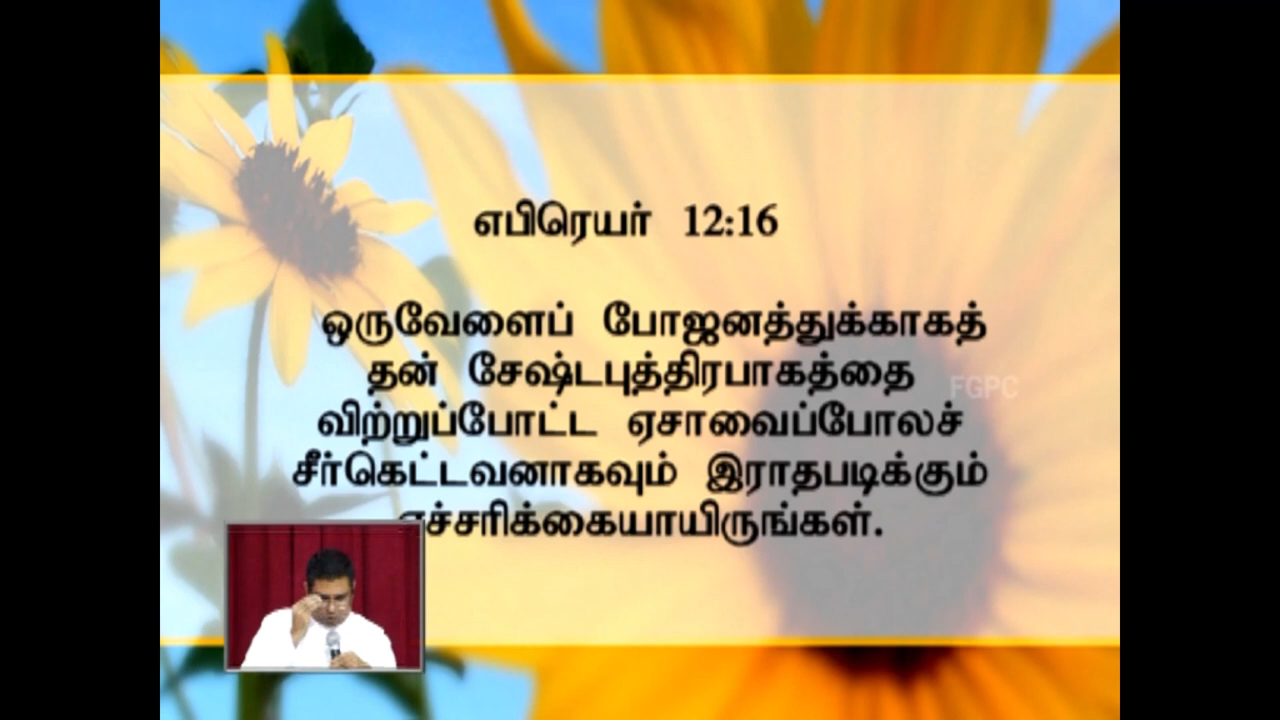 எபிரெயர் 12:16
ஒருவேளைப் போஜனத்துக்காகத்
தன் சேஷ்டபுத்திரபாகத்தை
FGPC
விற்றுப்போட்ட ஏசாவைப்போலச்
சீர்கெட்டவனாகவும் இராதபடிக்கும்
எச்சரிக்கையாயிருங்கள்.